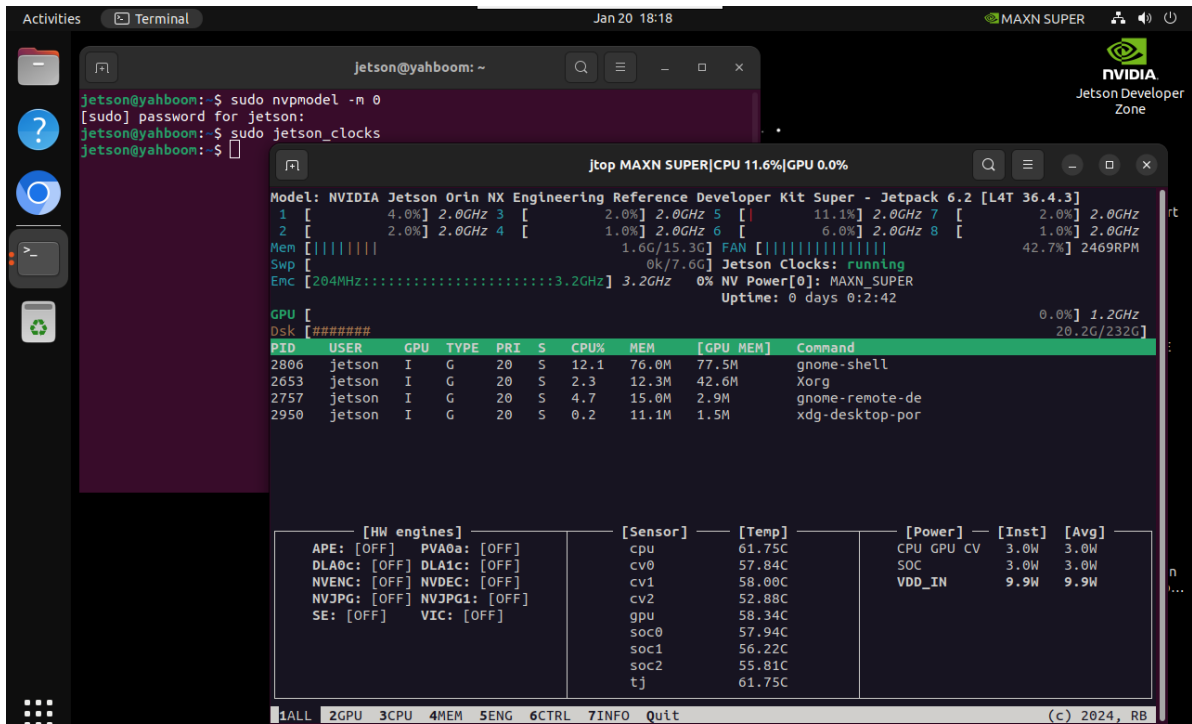 Activities Terminal Jan 20 18:18 MAXN SUPER
NVIDIA.
Jetson Developer
Zone
jetson@yahboom: ~
jetson@yahboom:~$ sudo nvpmodel -m 0
[sudo] password for jetson:
jetson@yahboom:~$ sudo jetson_clocks
jetson@yahboom:~$
jtop MAXN SUPER|CPU 11.6%|GPU 0.0%
Model: NVIDIA Jetson Orin NX Engineering Reference Developer Kit Super - Jetpack 6.2 [L4T 36.4.3]
1 [ 4.0%] 2.0GHz 3 [ 2.0%] 2.0GHz 5 [| 11.1%] 2.0GHz 7 [ 2.0%] 2.0GHz
2 [ 2.0%] 2.0GHz 4 [ 1.0%] 2.0GHz 6 [ 6.0%] 2.0GHz 8 [ 1.0%] 2.0GHz
Mem [|||||||| 1.6G/15.3G] FAN [||||||||||||||| 42.7%] 2469RPM
Swp [ 0k/7.6G] Jetson Clocks: running
Emc [204MHz:::::::::::::::::::::::3.2GHz] 3.2GHz 0% NV Power[0]: MAXN_SUPER
Uptime: 0 days 0:2:42
GPU [ 0.0%] 1.2GHz
Dsk [####### 20.2G/232G]
PID USER GPU TYPE PRI S CPU% MEM [GPU MEM] Command
2806 jetson I G 20 S 12.1 76.0M 77.5M gnome-shell
2653 jetson I G 20 S 2.3 12.3M 42.6M Xorg
2757 jetson I G 20 S 4.7 15.0M 2.9M gnome-remote-de
2950 jetson I G 20 S 0.2 11.1M 1.5M xdg-desktop-por
[HW engines] [Sensor] [Temp] [Power] [Inst] [Avg]
APE: [OFF] PVA0a: [OFF] cpu 61.75C CPU GPU CV 3.0W 3.0W
DLA0c: [OFF] DLA1c: [OFF] cv0 57.84C SOC 3.0W 3.0W
NVENC: [OFF] NVDEC: [OFF] cv1 58.00C VDD_IN 9.9W 9.9W
NVJPG: [OFF] NVJPG1: [OFF] cv2 52.88C
SE: [OFF] VIC: [OFF] gpu 58.34C
soc0 57.94C
soc1 56.22C
soc2 55.81C
tj 61.75C
1ALL 2GPU 3CPU 4MEM 5ENG 6CTRL 7INFO Quit (c) 2024, RB